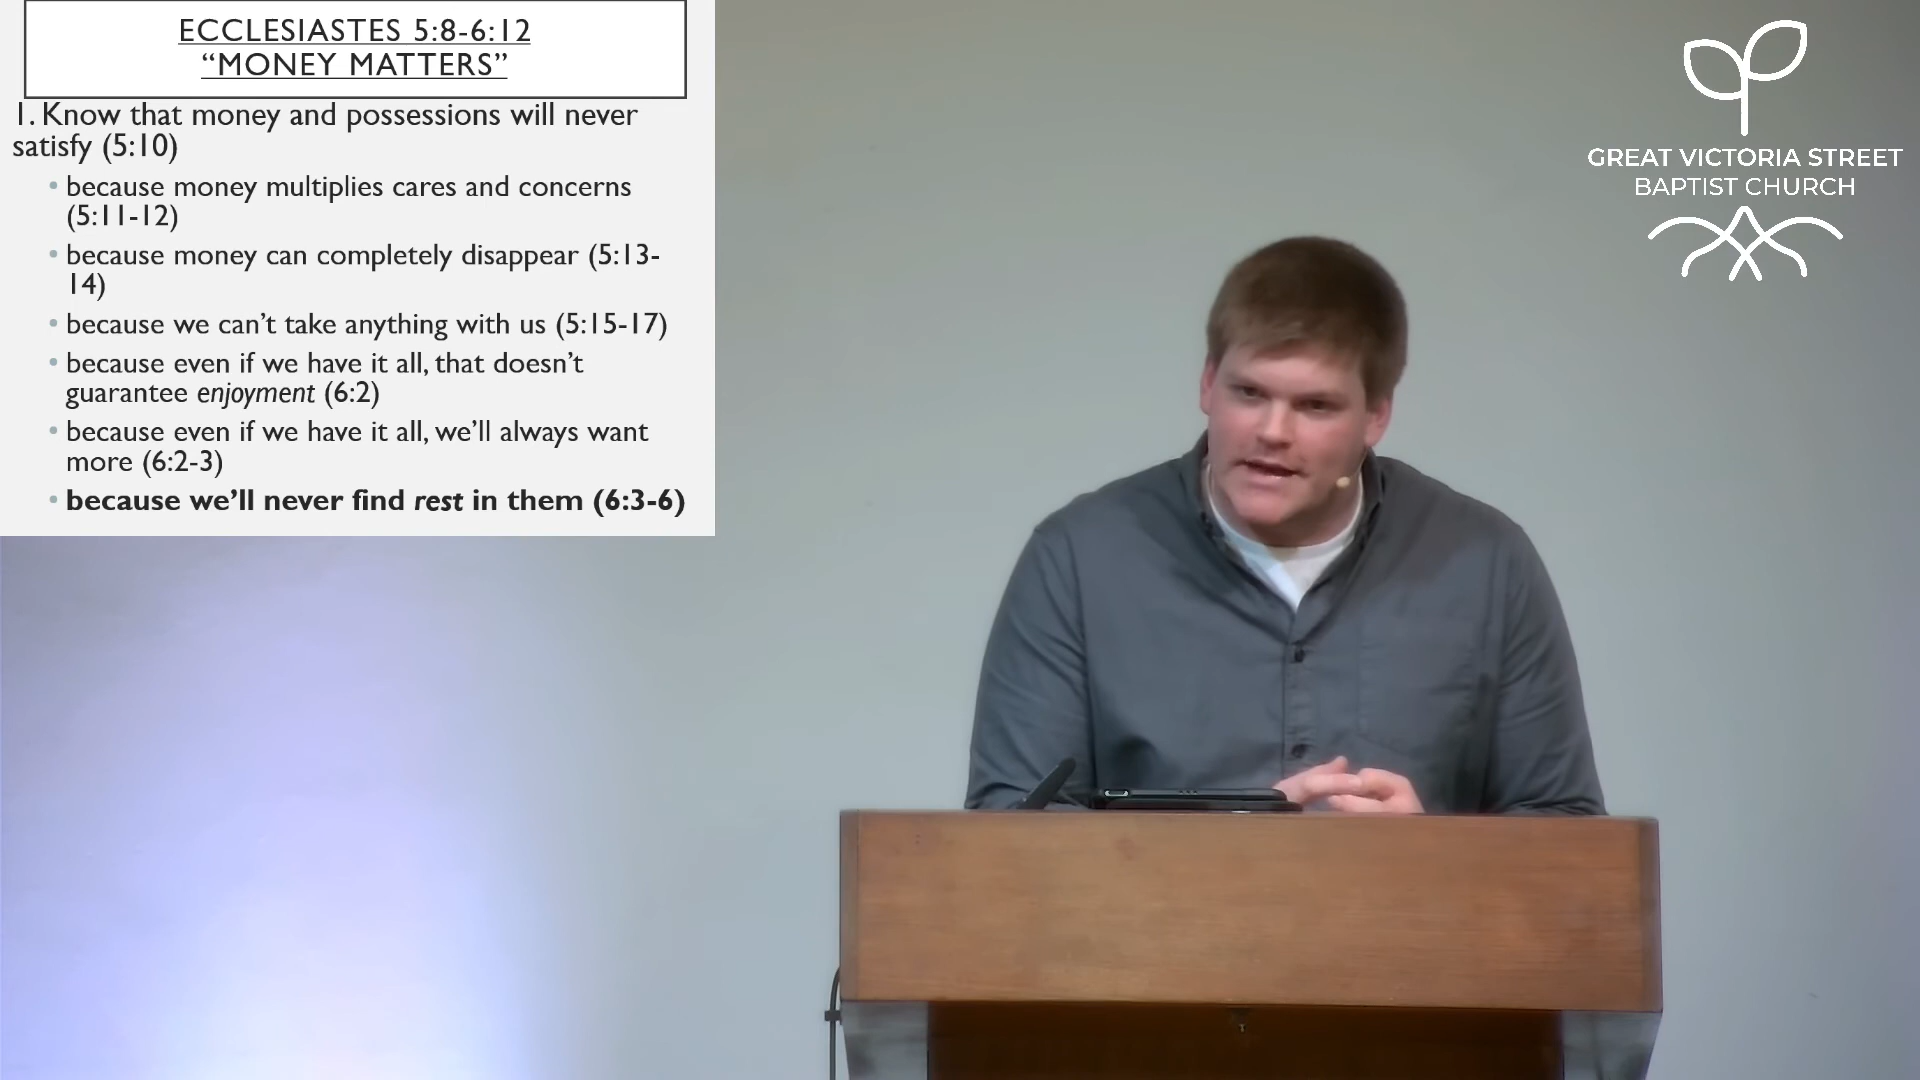 ECCLESIASTES 5:8-6:12
“MONEY MATTERS”
1. Know that money and possessions will never
satisfy (5:10)
• because money multiplies cares and concerns
(5:11-12)
• because money can completely disappear (5:13-
14)
• because we can’t take anything with us (5:15-17)
• because even if we have it all, that doesn’t
guarantee enjoyment (6:2)
• because even if we have it all, we’ll always want
more (6:2-3)
• because we’ll never find rest in them (6:3-6)
GREAT VICTORIA STREET
BAPTIST CHURCH